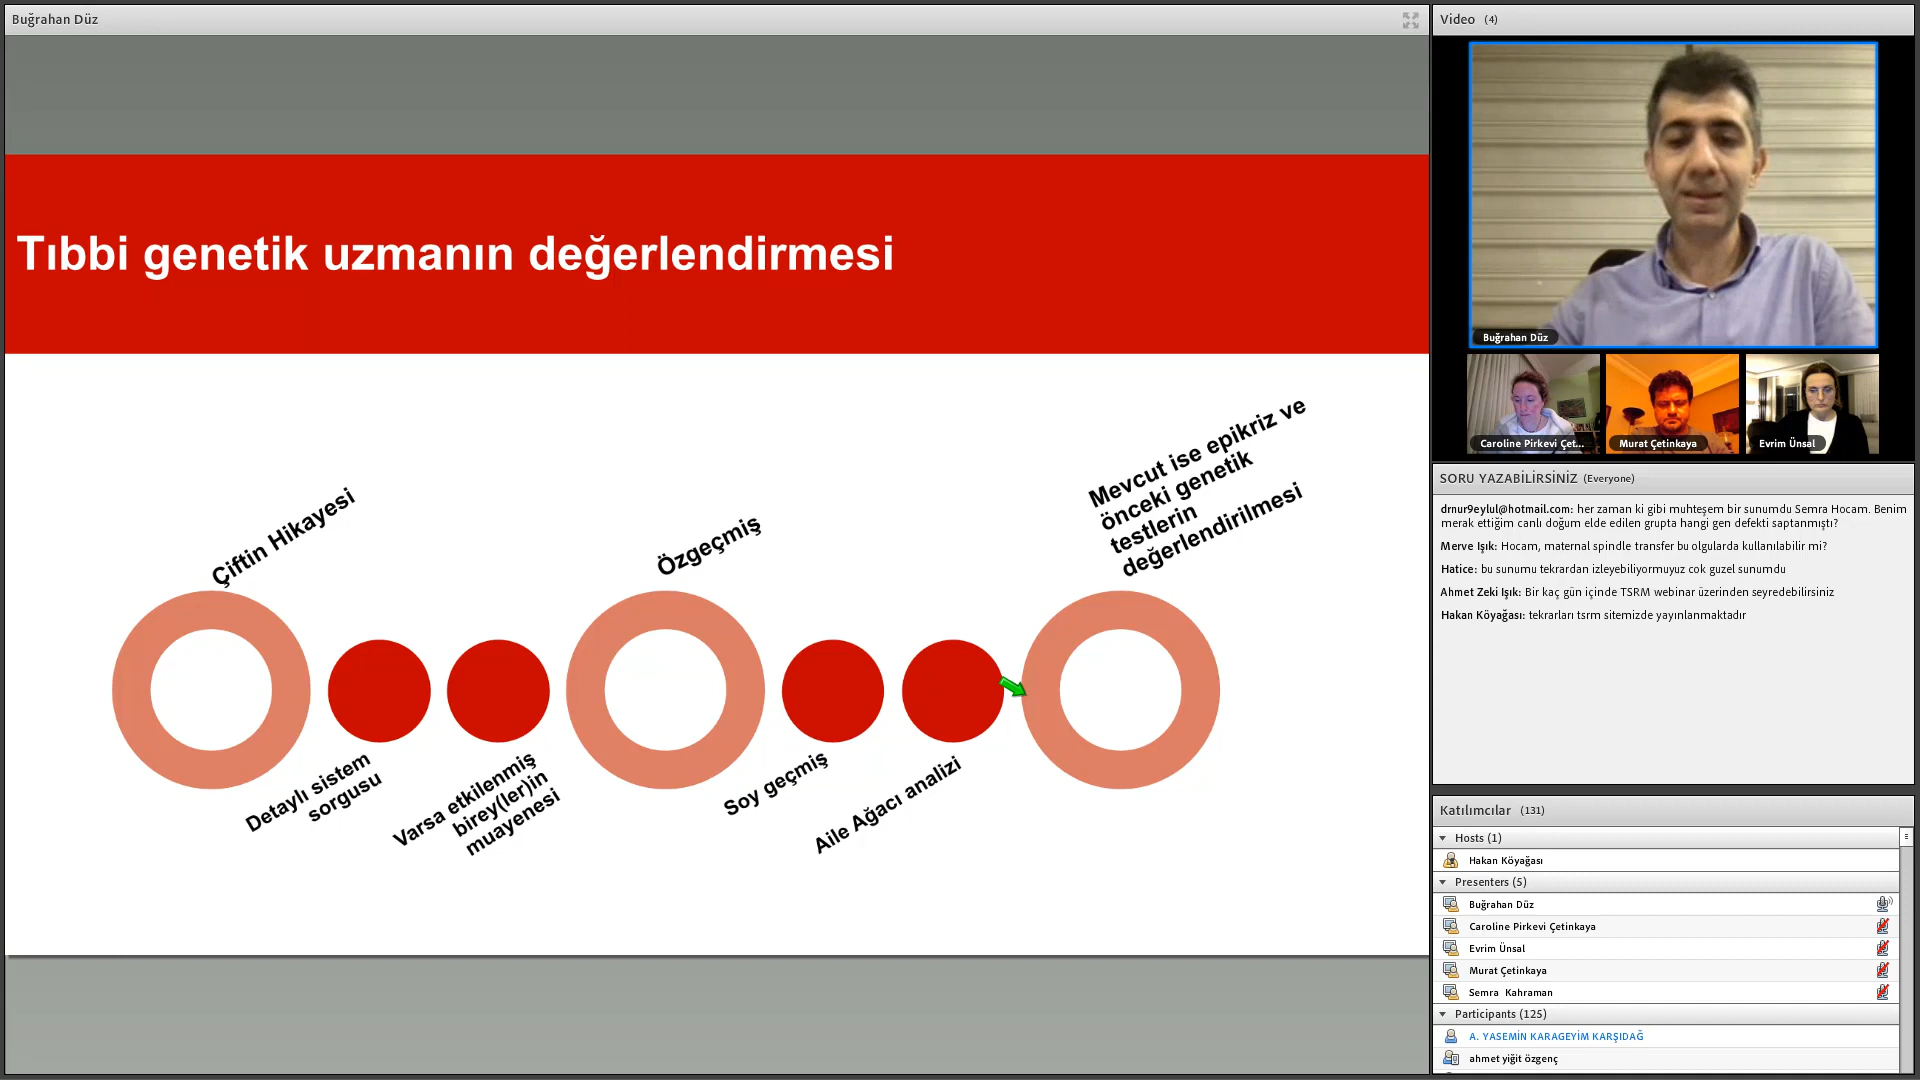 Buğrahan Düz
Tıbbi genetik uzmanın değerlendirmesi
Çiftin Hikayesi
Detaylı sistem
sorgusu
Varsa etkilenmiş
birey(ler)in
muayenesi
Özgeçmiş
Soy geçmiş
Aile Ağacı analizi
Mevcut ise epikriz ve
önceki genetik
testlerin
değerlendirilmesi
Video (4)
Buğrahan Düz
Caroline Pirkevi Çet...
Murat Çetinkaya
Evrim Ünsal
SORU YAZABİLİRSİNİZ (Everyone)
drnur9eylul@hotmail.com: her zaman ki gibi muhteşem bir sunumdu Semra Hocam. Benim
merak ettiğim canlı doğum elde edilen grupta hangi gen defekti saptanmıştı?
Merve Işık: Hocam, maternal spindle transfer bu olgularda kullanılabilir mi?
Hatice: bu sunumu tekrardan izleyebiliyormuyuz cok guzel sunumdu
Ahmet Zeki Işık: Bir kaç gün içinde TSRM webinar üzerinden seyredebilirsiniz
Hakan Köyağası: tekrarları tsrm sitemizde yayınlanmaktadır
Katılımcılar (131)
Hosts (1)
Hakan Köyağası
Presenters (5)
Buğrahan Düz
Caroline Pirkevi Çetinkaya
Evrim Ünsal
Murat Çetinkaya
Semra Kahraman
Participants (125)
A. YASEMİN KARAGEYİM KARŞIDAĞ
ahmet yiğit özgenç